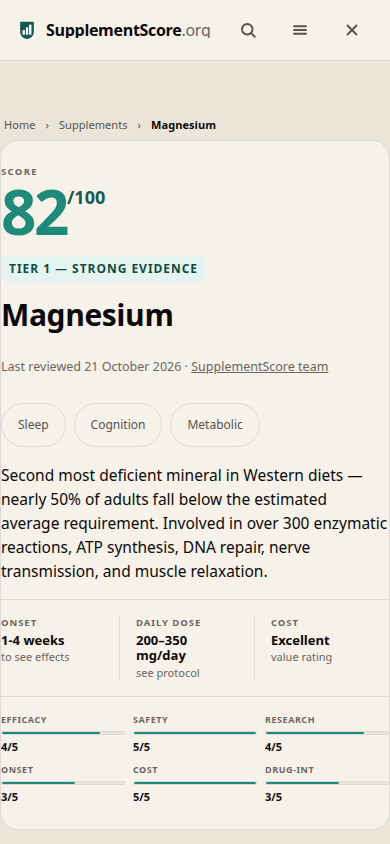 SupplementScore.org
Home › Supplements › Magnesium
SCORE
82/100
TIER 1 — STRONG EVIDENCE
Magnesium
Last reviewed 21 October 2026 · SupplementScore team
Sleep Cognition Metabolic
Second most deficient mineral in Western diets —
nearly 50% of adults fall below the estimated
average requirement. Involved in over 300 enzymatic
reactions, ATP synthesis, DNA repair, nerve
transmission, and muscle relaxation.
ONSET
1-4 weeks
to see effects
DAILY DOSE
200–350
mg/day
see protocol
COST
Excellent
value rating
EFFICACY
4/5
SAFETY
5/5
RESEARCH
4/5
ONSET
3/5
COST
5/5
DRUG-INT
3/5